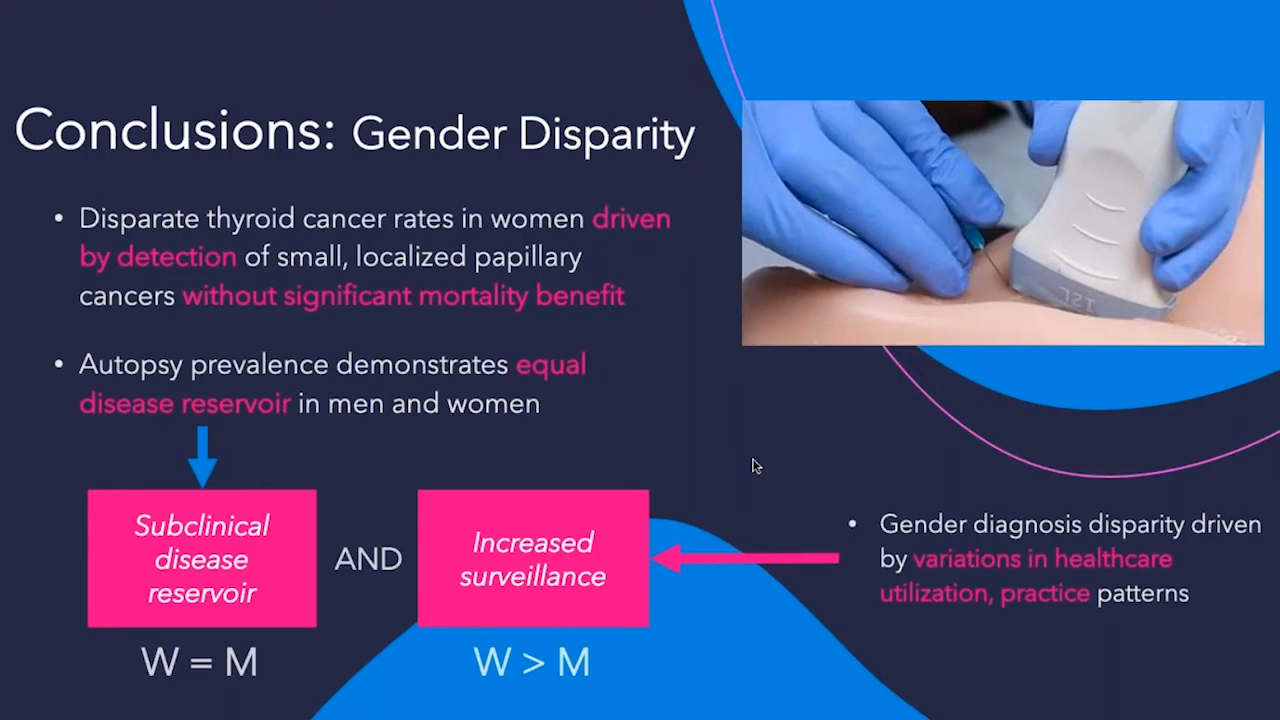 Conclusions: Gender Disparity
• Disparate thyroid cancer rates in women driven
by detection of small, localized papillary
cancers without significant mortality benefit
• Autopsy prevalence demonstrates equal
disease reservoir in men and women
Subclinical
disease
reservoir
AND
Increased
surveillance
W = M
W > M
• Gender diagnosis disparity driven
by variations in healthcare
utilization, practice patterns